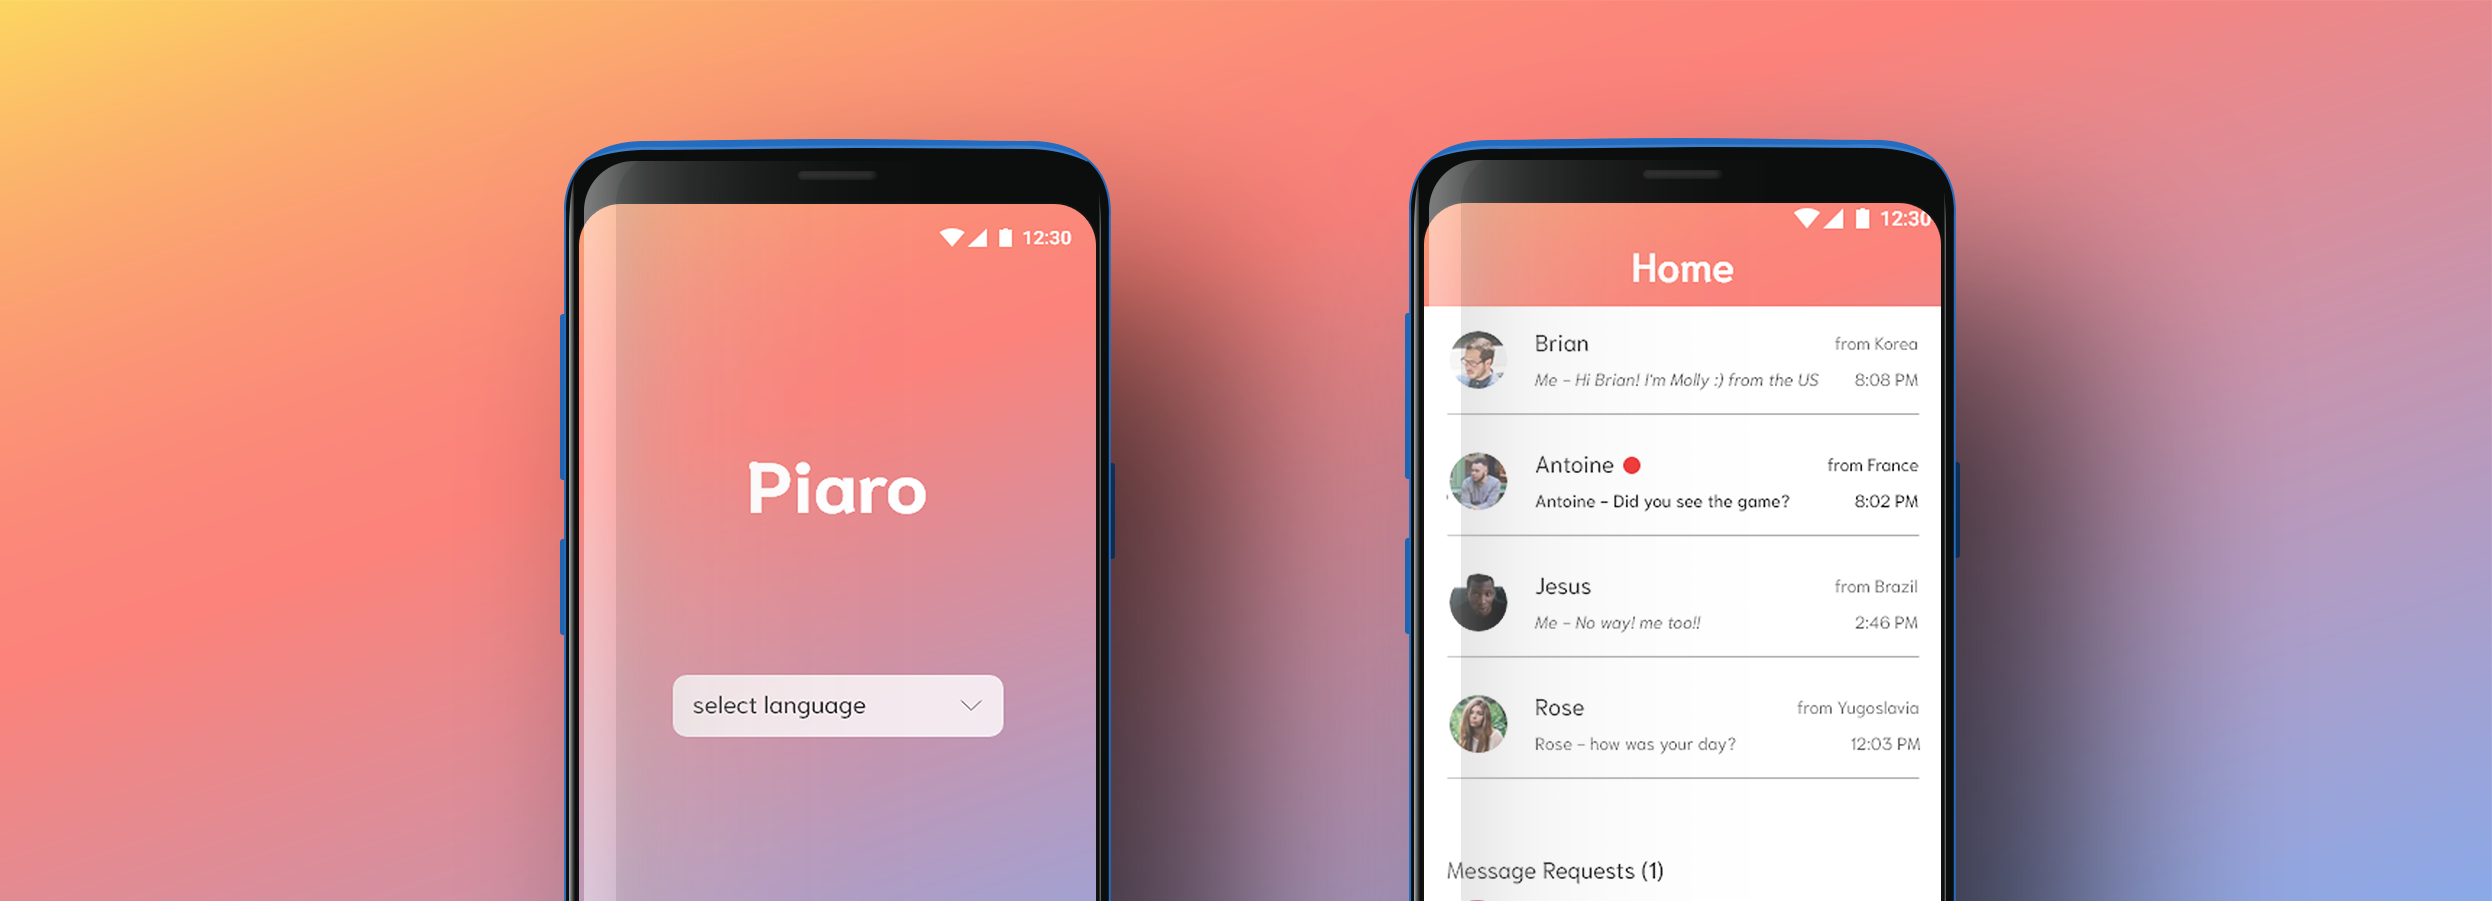 12:30
Piaro
select language
12:30
Home
Brian
from Korea
Me - Hi Brian! I'm Molly :) from the US
8:08 PM
Antoine
from France
Antoine - Did you see the game?
8:02 PM
Jesus
from Brazil
Me - No way! me too!!
2:46 PM
Rose
from Yugoslavia
Rose - how was your day?
12:03 PM
Message Requests (1)